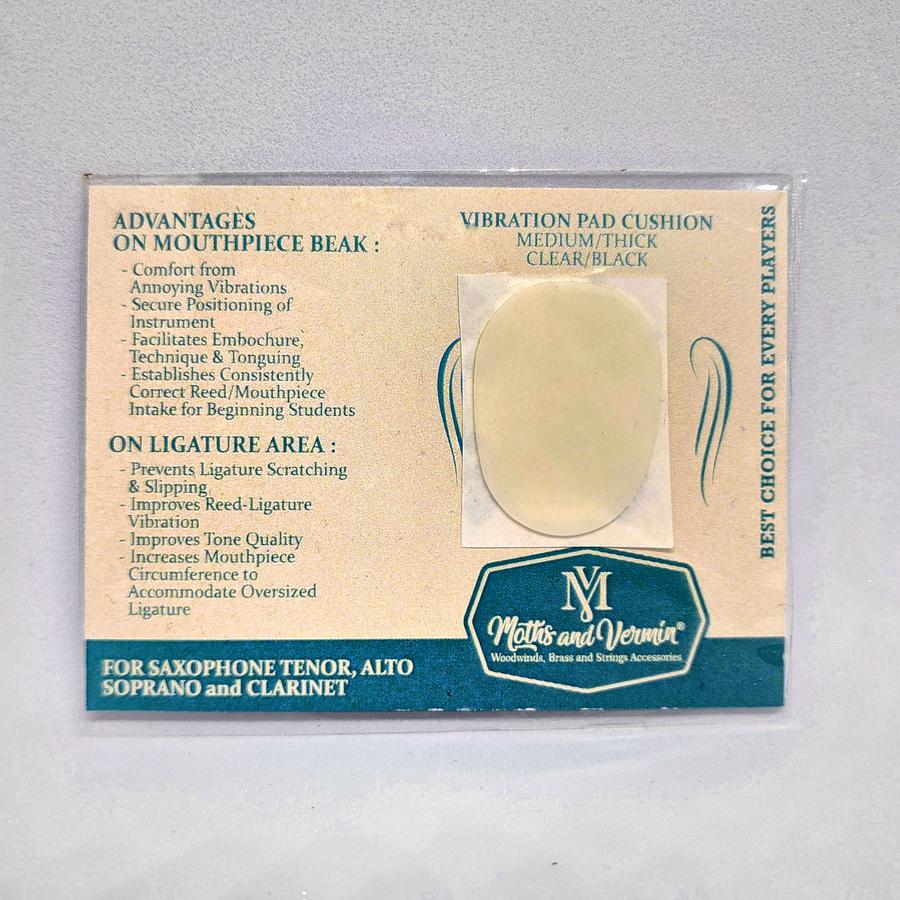 ADVANTAGES
ON MOUTHPIECE BEAK :
- Comfort from
Annoying Vibrations
- Secure Positioning of
Instrument
- Facilitates Embochure,
Technique & Tonguing
- Establishes Consistently
Correct Reed/Mouthpiece
Intake for Beginning Students
ON LIGATURE AREA :
- Prevents Ligature Scratching
& Slipping
- Improves Reed-Ligature
Vibration
- Improves Tone Quality
- Increases Mouthpiece
Circumference to
Accommodate Oversized
Ligature
FOR SAXOPHONE TENOR, ALTO
SOPRANO and CLARINET
VIBRATION PAD CUSHION
MEDIUM/THICK
CLEAR/BLACK
VM
Moths and Vermin®
Woodwinds, Brass and Strings Accessories
BEST CHOICE FOR EVERY PLAYERS